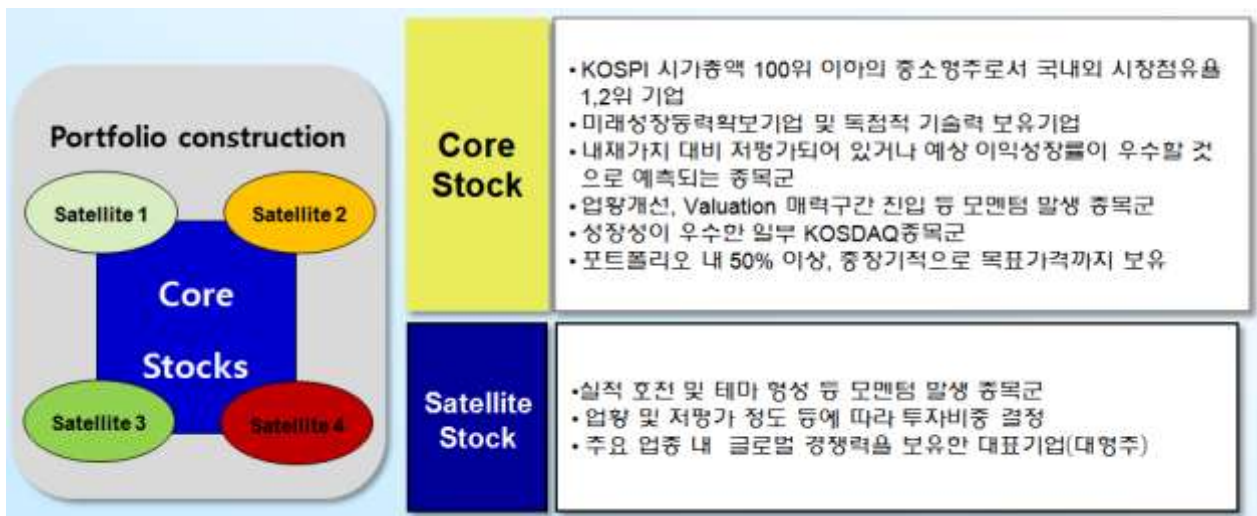 Portfolio construction
Satellite 1
Satellite 2
Core
Stocks
Satellite 3
Satellite 4
Core
Stock
•KOSPI 시가총액 100위 이하의 중소형주로서 국내외 시장점유율
1,2위 기업
•미래성장동력확보기업 및 독점적 기술력 보유기업
•내재가치 대비 저평가되어 있거나 예상 이익성장률이 우수할 것
으로 예측되는 종목군
•업황개선, Valuation 매력구간 진입 등 모멘텀 발생 종목군
•성장성이 우수한 일부 KOSDAQ종목군
•포트폴리오 내 50% 이상, 중장기적으로 목표가격까지 보유
Satellite
Stock
•실적 호전 및 테마 형성 등 모멘텀 발생 종목군
•업황 및 저평가 정도 등에 따라 투자비중 결정
•주요 업종 내 글로벌 경쟁력을 보유한 대표기업(대형주)